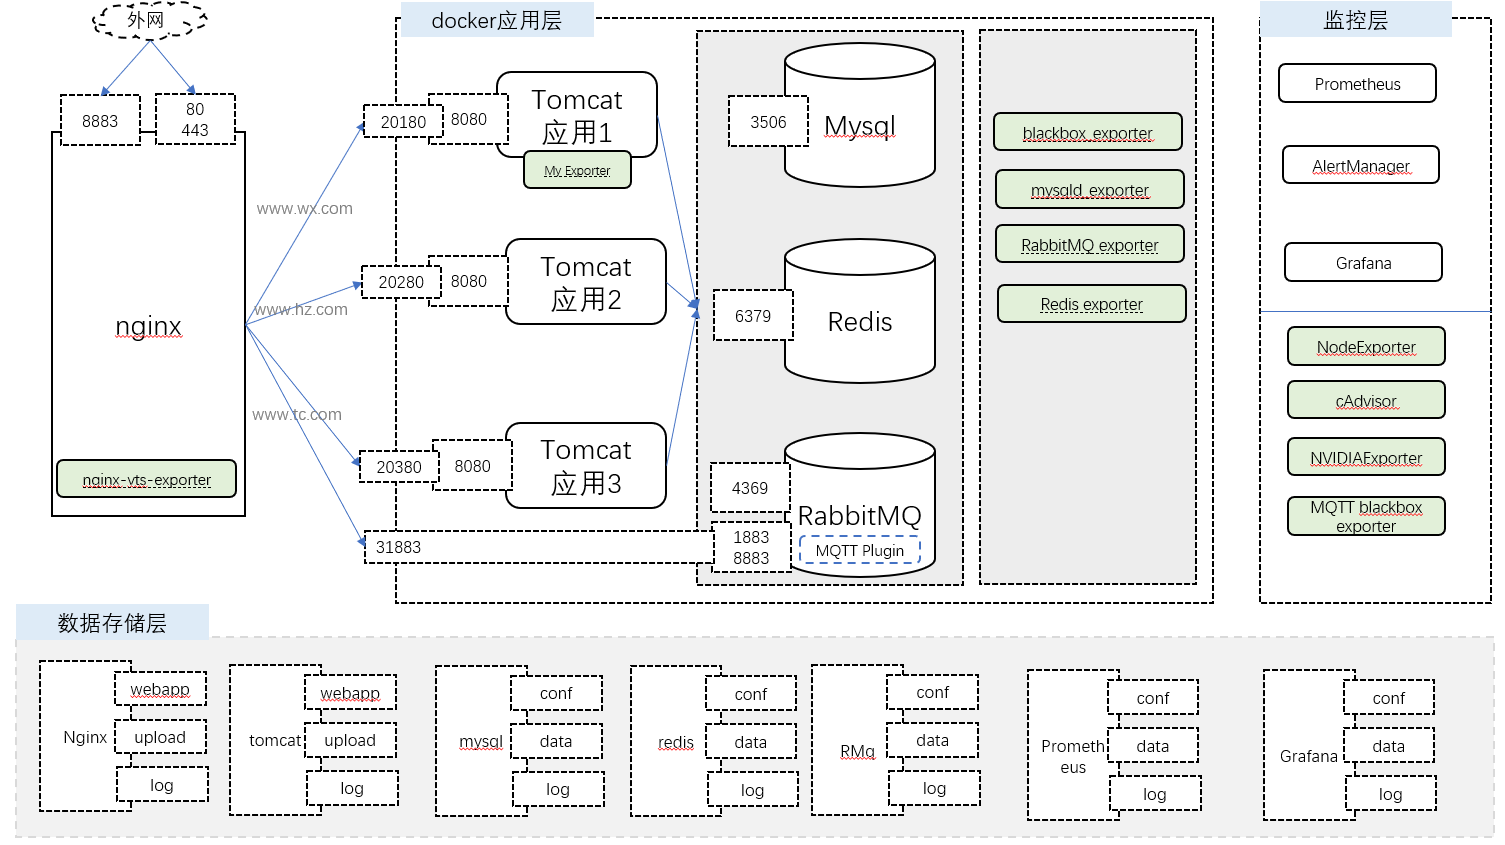 外网
8883
80
443
nginx
nginx-vts-exporter
www.wx.com
www.hz.com
www.tc.com
docker应用层
20180
8080
Tomcat
应用1
My Exporter
20280
8080
Tomcat
应用2
20380
8080
Tomcat
应用3
31883
3506
Mysql
6379
Redis
4369
1883
8883
RabbitMQ
MQTT Plugin
blackbox_exporter
mysqld_exporter
RabbitMQ exporter
Redis exporter
监控层
Prometheus
AlertManager
Grafana
NodeExporter
cAdvisor
NVIDIAExporter
MQTT blackbox
exporter
数据存储层
Nginx
webapp
upload
log
tomcat
webapp
upload
log
mysql
conf
data
log
redis
conf
data
log
RMq
conf
data
log
Prometh
eus
conf
data
log
Grafana
conf
data
log